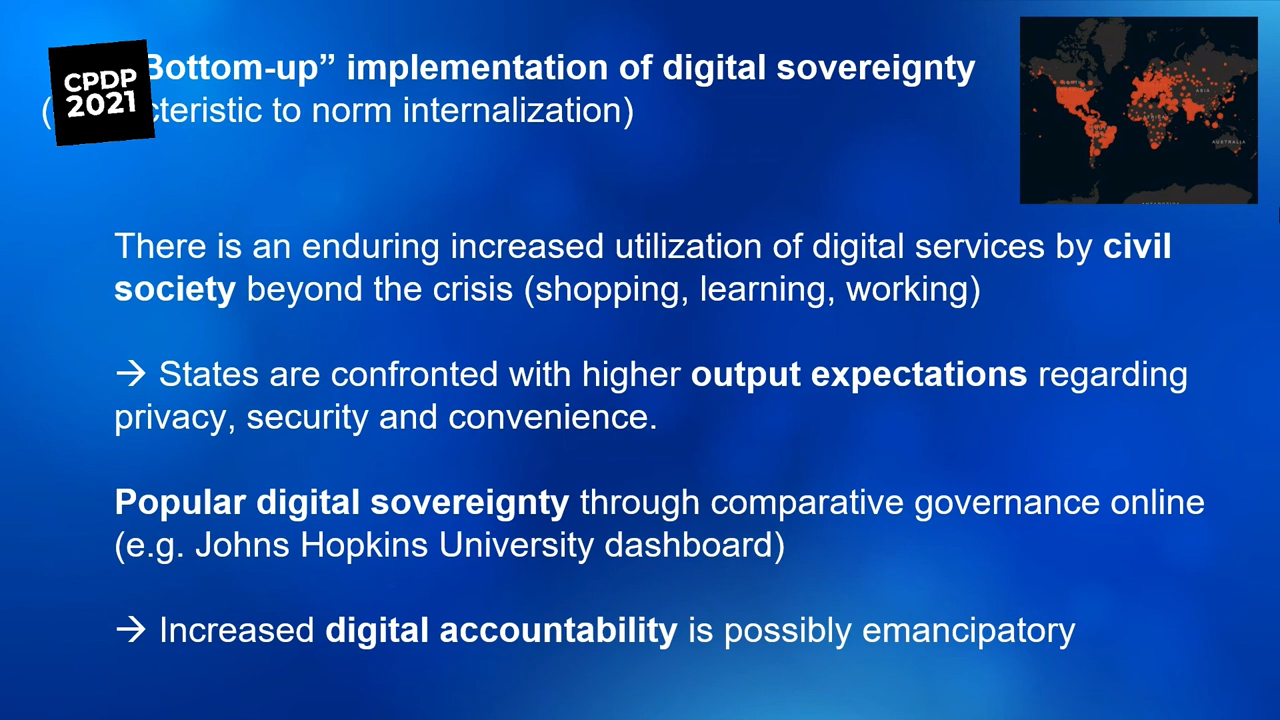 CPDP
2021
Bottom-up” implementation of digital sovereignty
( cteristic to norm internalization)
ASIA
AUSTRALIA
There is an enduring increased utilization of digital services by civil
society beyond the crisis (shopping, learning, working)
→ States are confronted with higher output expectations regarding
privacy, security and convenience.
Popular digital sovereignty through comparative governance online
(e.g. Johns Hopkins University dashboard)
→ Increased digital accountability is possibly emancipatory